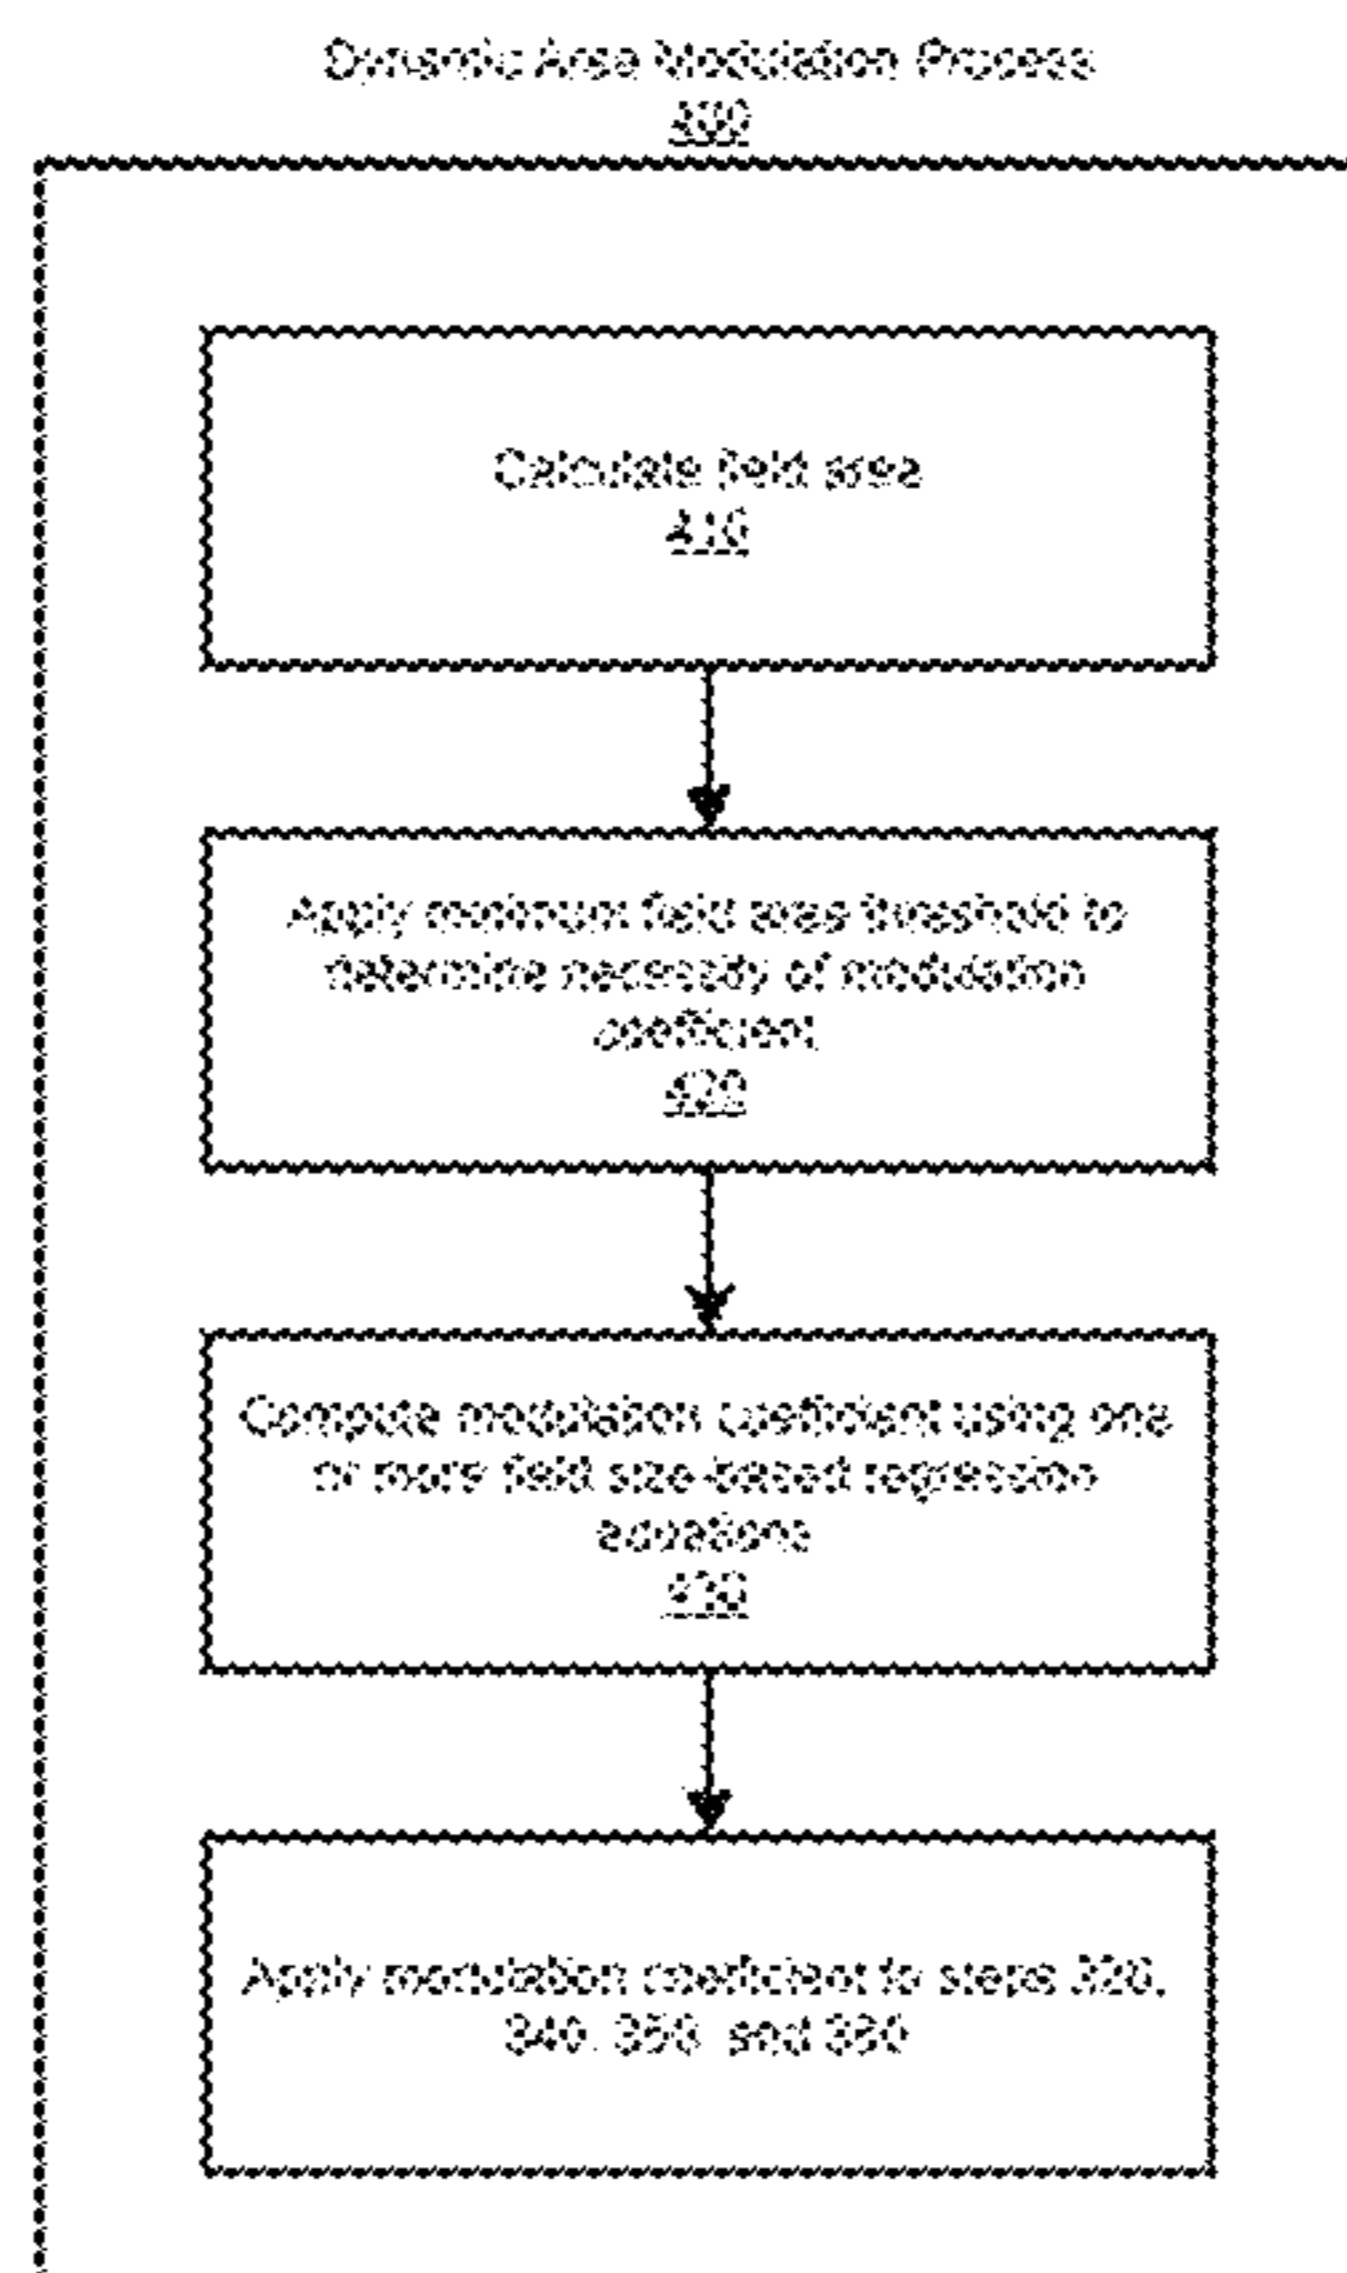 Dynamic Area Modulation Process
400
Calculate field area
410
Apply minimum field area threshold to
determine necessity of modulation
coefficient
420
Compute modulation coefficient using one
or more field size-based regression
equations
430
Apply modulation coefficient to steps 320,
340, 350, and